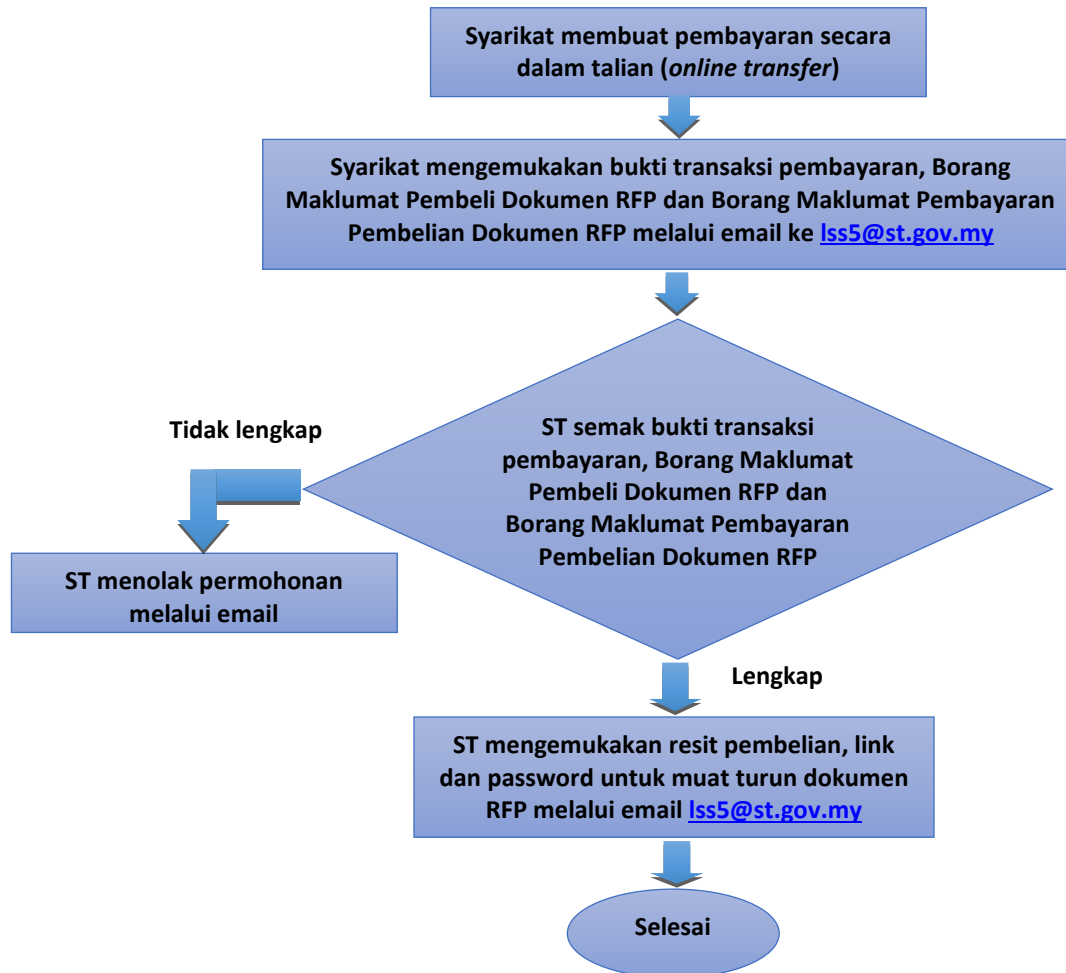 Syarikat membuat pembayaran secara
dalam talian (online transfer)
Syarikat mengemukakan bukti transaksi pembayaran, Borang
Maklumat Pembeli Dokumen RFP dan Borang Maklumat Pembayaran
Pembelian Dokumen RFP melalui email ke lss5@st.gov.my
Tidak lengkap
ST semak bukti transaksi
pembayaran, Borang Maklumat
Pembeli Dokumen RFP dan
Borang Maklumat Pembayaran
Pembelian Dokumen RFP
ST menolak permohonan
melalui email
Lengkap
ST mengemukakan resit pembelian, link
dan password untuk muat turun dokumen
RFP melalui email lss5@st.gov.my
Selesai